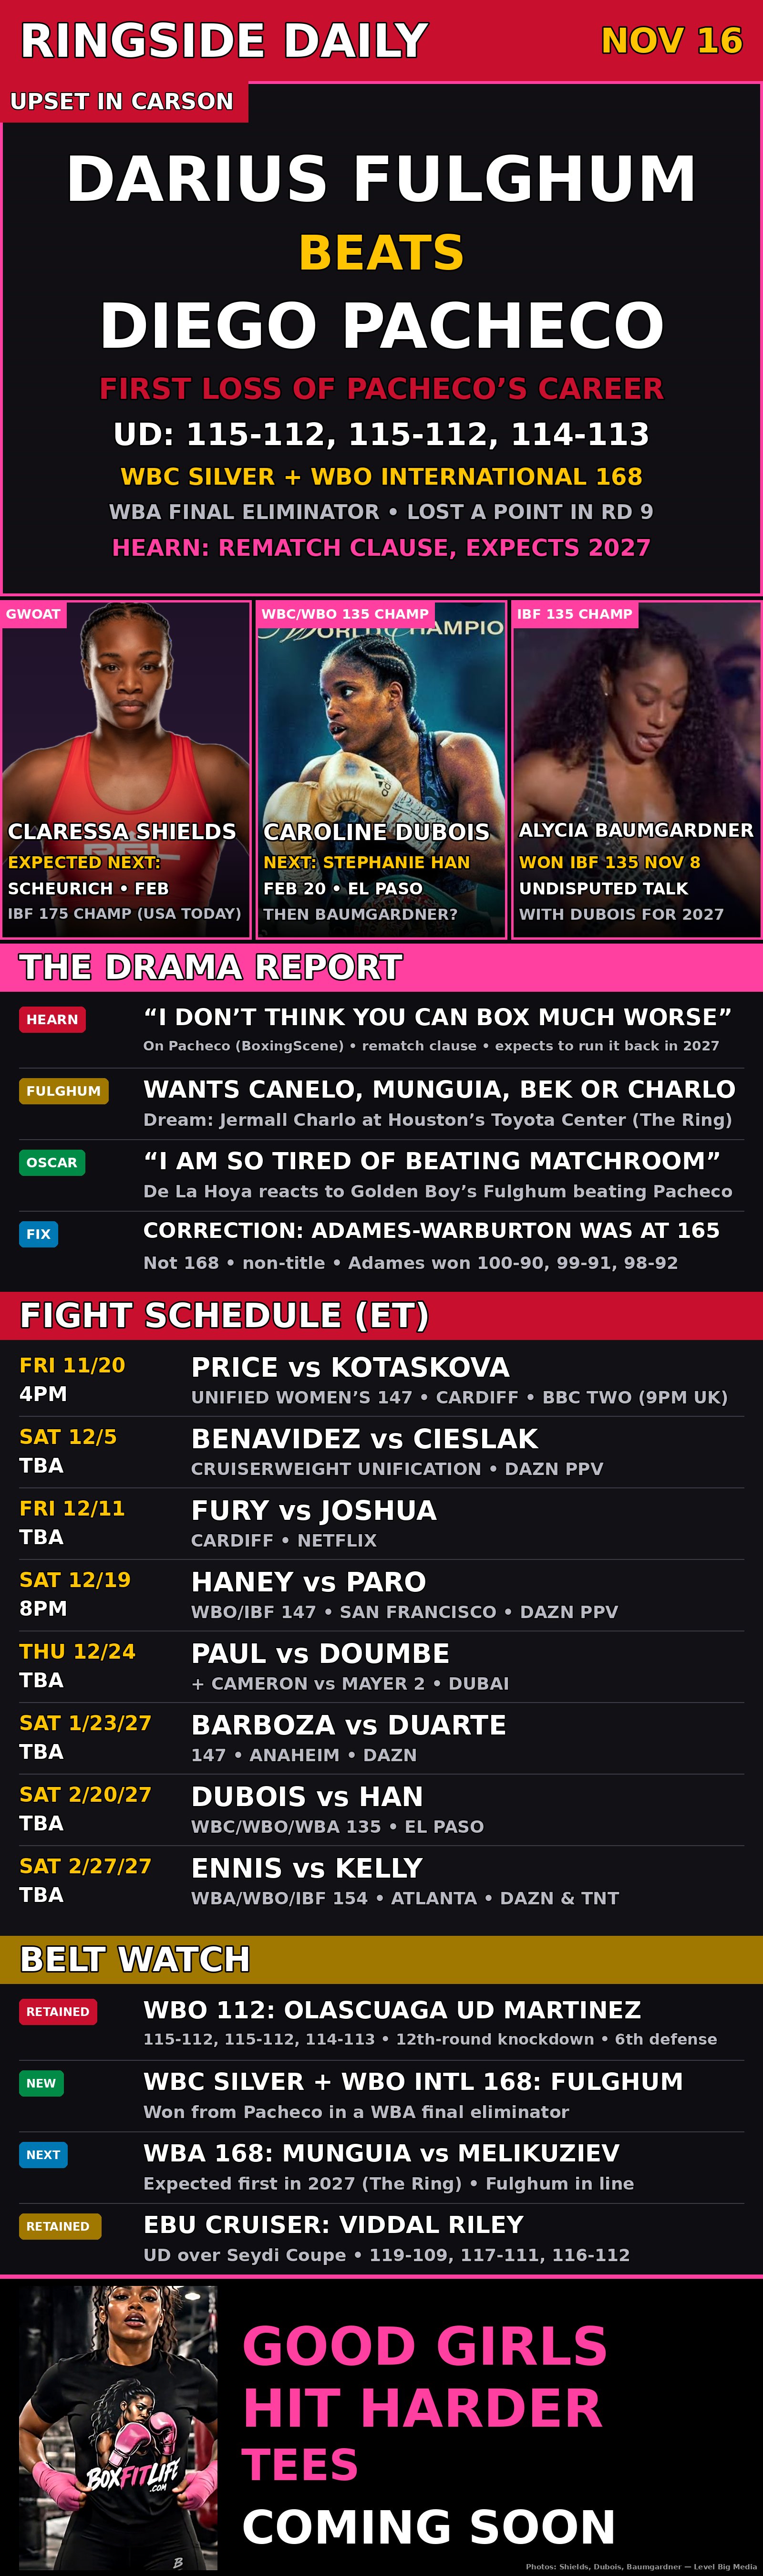 RINGSIDE DAILY
NOV 16
UPSET IN CARSON
DARIUS FULGHUM
BEATS
DIEGO PACHECO
FIRST LOSS OF PACHECO’S CAREER
UD: 115-112, 115-112, 114-113
WBC SILVER + WBO INTERNATIONAL 168
WBA FINAL ELIMINATOR • LOST A POINT IN RD 9
HEARN: REMATCH CLAUSE, EXPECTS 2027
GWOAT
CLARESSA SHIELDS
EXPECTED NEXT:
SCHEURICH • FEB
IBF 175 CHAMP (USA TODAY)
WBC/WBO 135 CHAMP
CAROLINE DUBOIS
NEXT: STEPHANIE HAN
FEB 20 • EL PASO
THEN BAUMGARDNER?
IBF 135 CHAMP
ALYCIA BAUMGARDNER
WON IBF 135 NOV 8
UNDISPUTED TALK
WITH DUBOIS FOR 2027
THE DRAMA REPORT
HEARN
“I DON’T THINK YOU CAN BOX MUCH WORSE”
On Pacheco (BoxingScene) • rematch clause • expects to run it back in 2027
FULGHUM
WANTS CANELO, MUNGUIA, BEK OR CHARLO
Dream: Jermall Charlo at Houston’s Toyota Center (The Ring)
OSCAR
“I AM SO TIRED OF BEATING MATCHROOM”
De La Hoya reacts to Golden Boy’s Fulghum beating Pacheco
FIX
CORRECTION: ADAMES-WARBURTON WAS AT 165
Not 168 • non-title • Adames won 100-90, 99-91, 98-92
FIGHT SCHEDULE (ET)
FRI 11/20
4PM
PRICE vs KOTASKOVA
UNIFIED WOMEN’S 147 • CARDIFF • BBC TWO (9PM UK)
SAT 12/5
TBA
BENAVIDEZ vs CIESLAK
CRUISERWEIGHT UNIFICATION • DAZN PPV
FRI 12/11
TBA
FURY vs JOSHUA
CARDIFF • NETFLIX
SAT 12/19
8PM
HANEY vs PARO
WBO/IBF 147 • SAN FRANCISCO • DAZN PPV
THU 12/24
TBA
PAUL vs DOUMBE
+ CAMERON vs MAYER 2 • DUBAI
SAT 1/23/27
TBA
BARBOZA vs DUARTE
147 • ANAHEIM • DAZN
SAT 2/20/27
TBA
DUBOIS vs HAN
WBC/WBO/WBA 135 • EL PASO
SAT 2/27/27
TBA
ENNIS vs KELLY
WBA/WBO/IBF 154 • ATLANTA • DAZN & TNT
BELT WATCH
RETAINED
WBO 112: OLASCUAGA UD MARTINEZ
115-112, 115-112, 114-113 • 12th-round knockdown • 6th defense
NEW
WBC SILVER + WBO INTL 168: FULGHUM
Won from Pacheco in a WBA final eliminator
NEXT
WBA 168: MUNGUIA vs MELIKUZIEV
Expected first in 2027 (The Ring) • Fulghum in line
RETAINED
EBU CRUISER: VIDDAL RILEY
UD over Seydi Coupe • 119-109, 117-111, 116-112
BOXFITLIFE
.COM
GOOD GIRLS
HIT HARDER
TEES
COMING SOON
Photos: Shields, Dubois, Baumgardner — Level Big Media